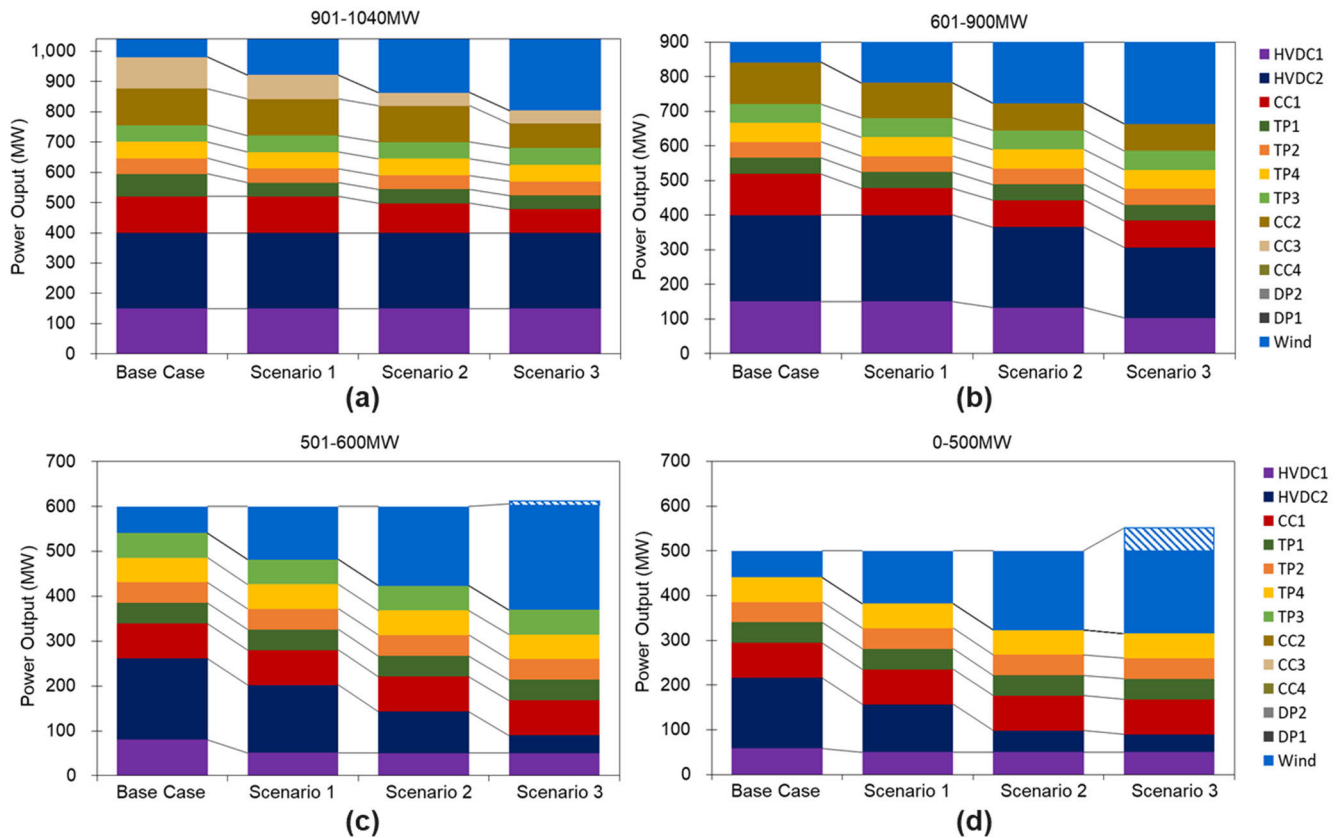 901-1040MW
Power Ouput (MW)
1,000
900
800
700
600
500
400
300
200
100
0
Base Case Scenario 1 Scenario 2 Scenario 3
(a)
601-900MW
Power Ouput (MW)
900
800
700
600
500
400
300
200
100
0
Base Case Scenario 1 Scenario 2 Scenario 3
(b)
HVDC1
HVDC2
CC1
TP1
TP2
TP4
TP3
CC2
CC3
CC4
DP2
DP1
Wind
501-600MW
Power Output (MW)
700
600
500
400
300
200
100
0
Base Case Scenario 1 Scenario 2 Scenario 3
(c)
0-500MW
Power Output (MW)
700
600
500
400
300
200
100
0
Base Case Scenario 1 Scenario 2 Scenario 3
(d)
HVDC1
HVDC2
CC1
TP1
TP2
TP4
TP3
CC2
CC3
CC4
DP2
DP1
Wind